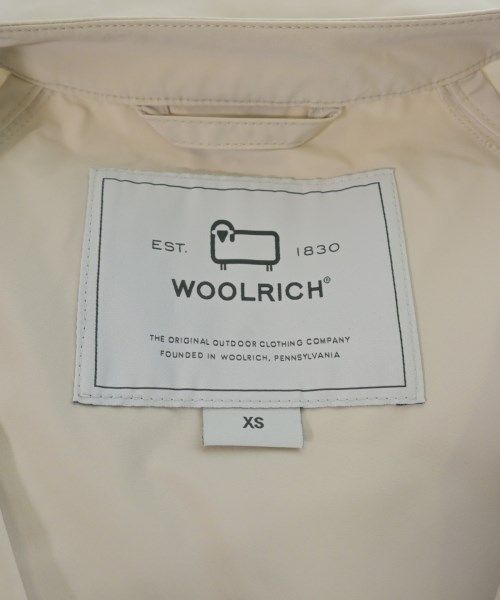 EST. 1830
WOOLRICH®
THE ORIGINAL OUTDOOR CLOTHING COMPANY
FOUNDED IN WOOLRICH, PENNSYLVANIA
XS